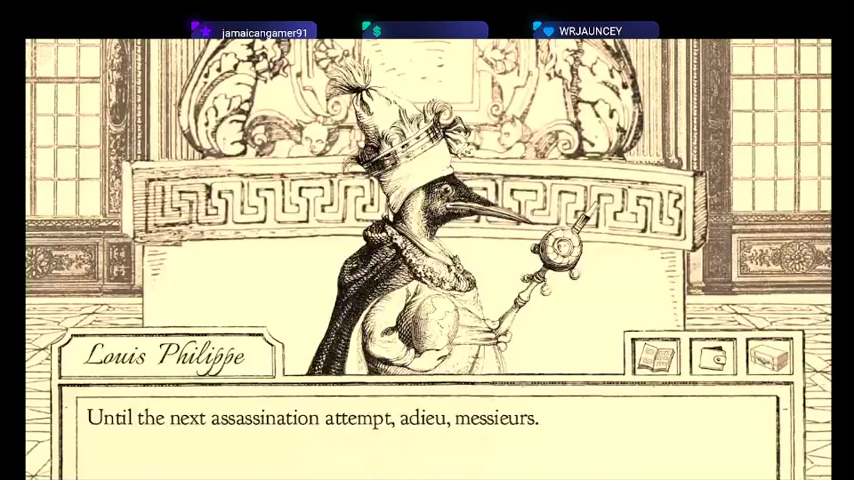 jamaicangamer91
$
WRJAUNCEY
Louis Philippe
Until the next assassination attempt, adieu, messieurs.